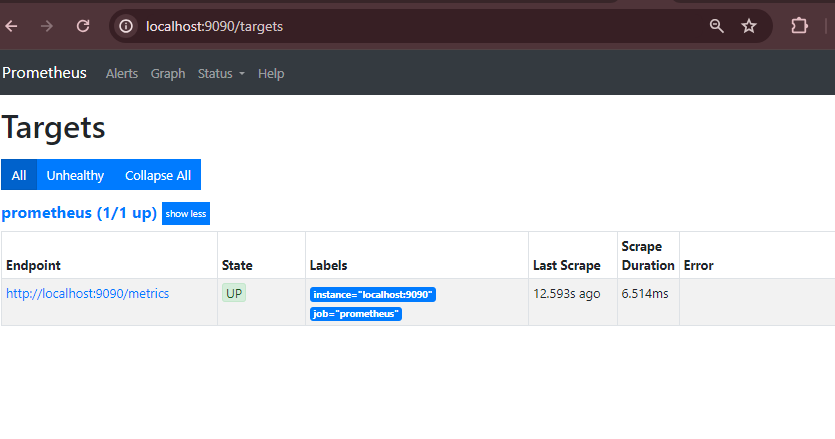 localhost:9090/targets
Prometheus Alerts Graph Status Help
Targets
All Unhealthy Collapse All
prometheus (1/1 up) show less
Endpoint State Labels Last Scrape Scrape Duration Error
http://localhost:9090/metrics UP instance="localhost:9090" 12.593s ago 6.514ms
job="prometheus"